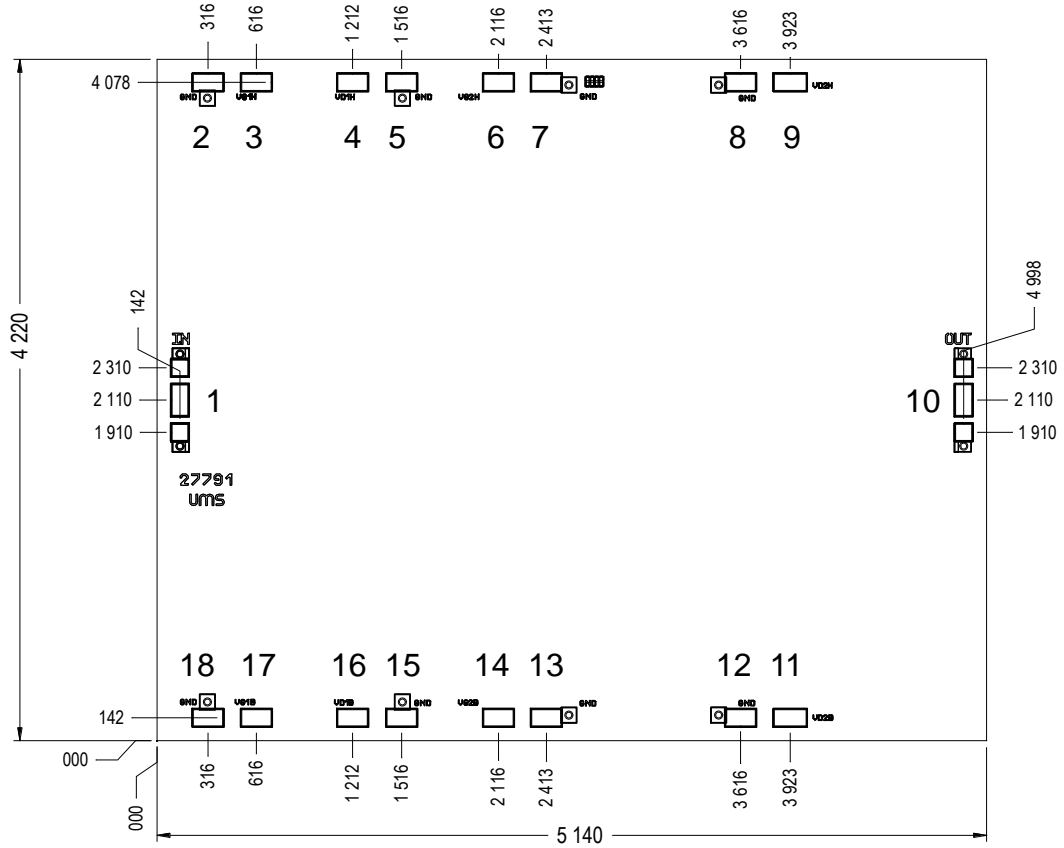 316 616 1 212 1 516 2 116 2 413 3 616 3 923
4 078
GND VG1H VD1H GND VG2H GND GND VD2H
2 3 4 5 6 7 8 9
4 220
142
4 998
IN OUT
2 310 2 310
2 110 1 10 2 110
1 910 1 910
27791
UMS
18 17 16 15 14 13 12 11
GND VG1B VD1B GND VG2B GND GND VD2B
142
000
000
316 616 1 212 1 516 2 116 2 413 3 616 3 923
5 140